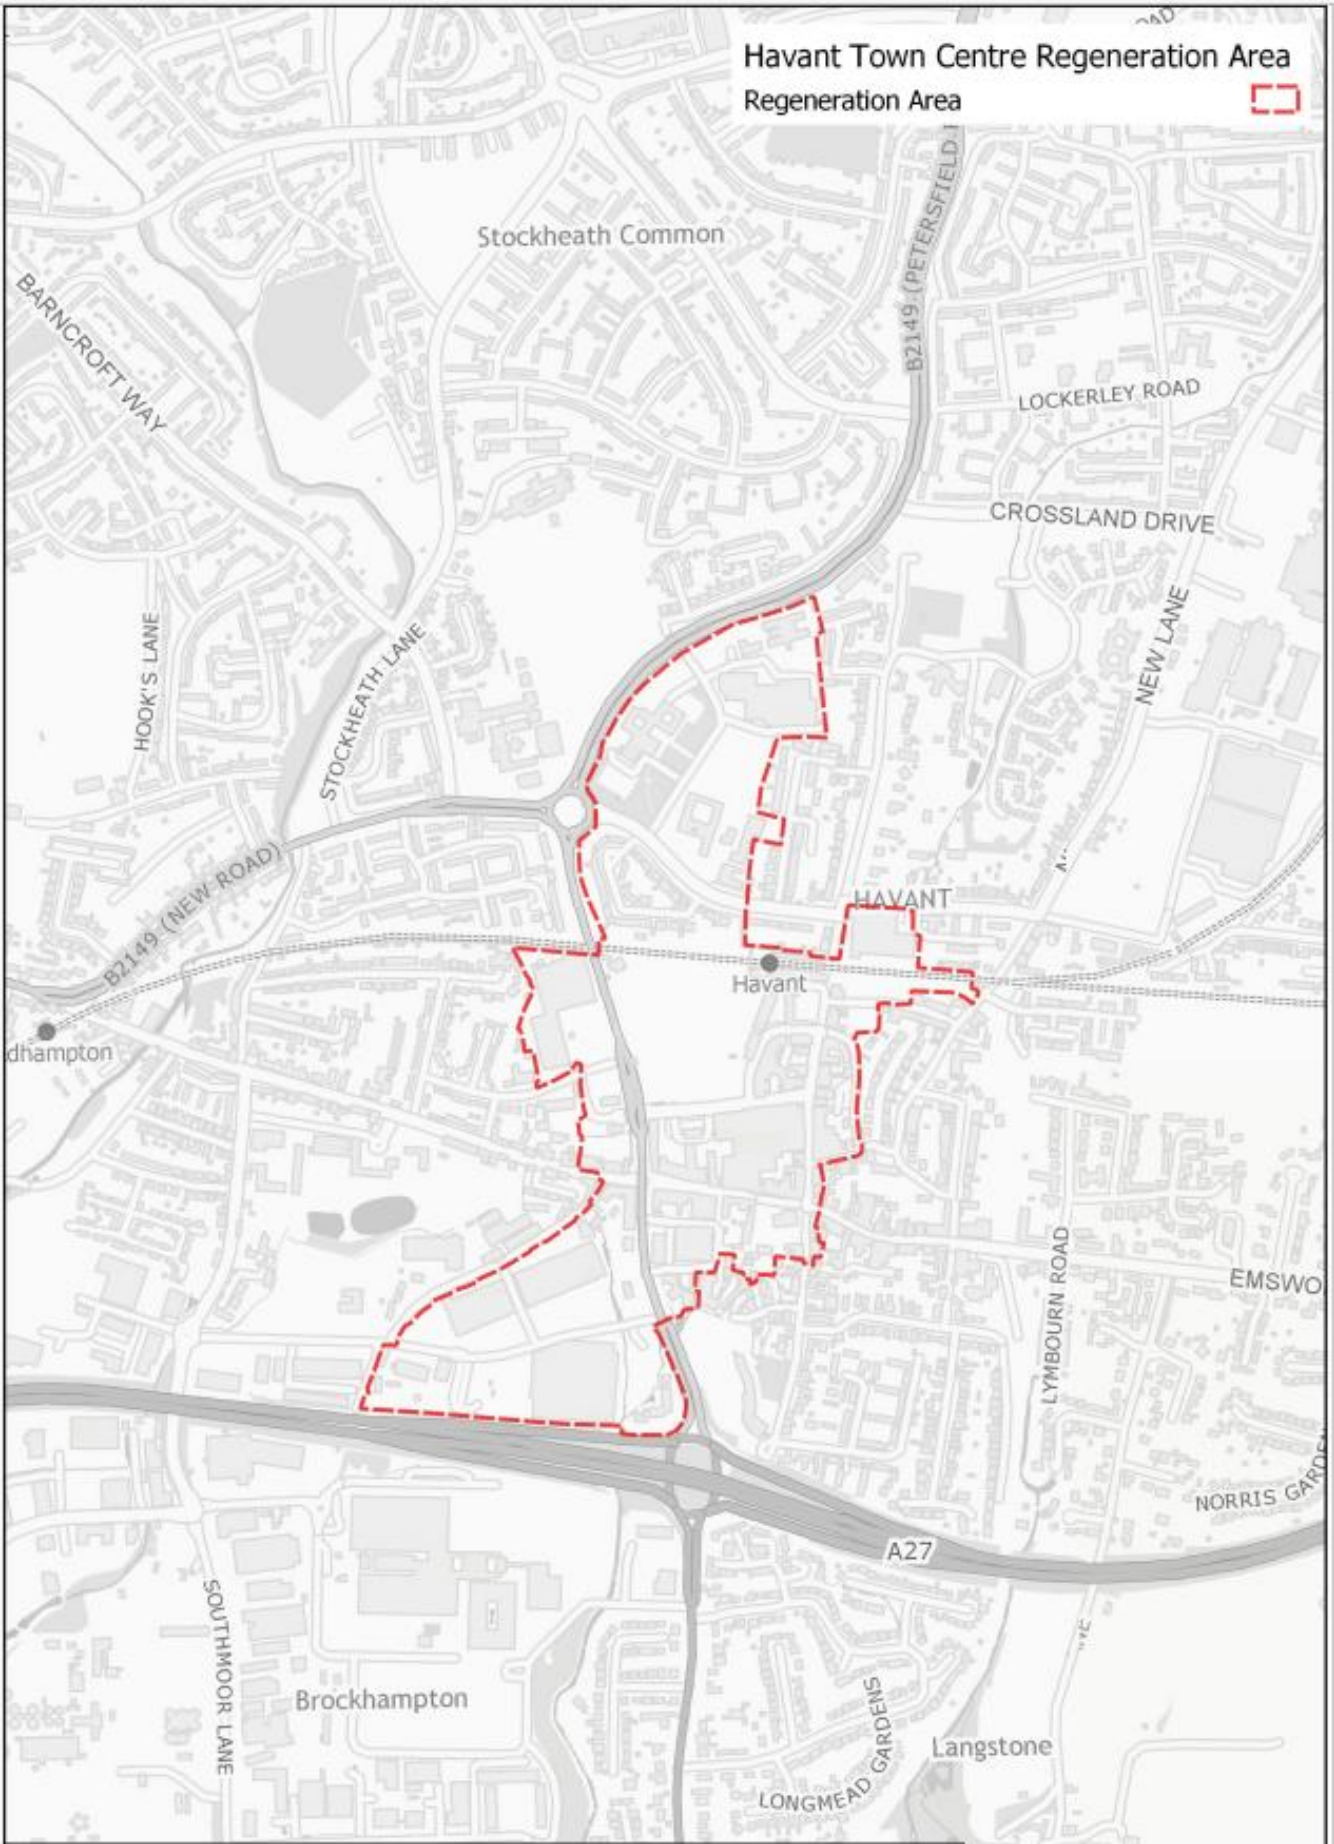 Havant Town Centre Regeneration Area
Regeneration Area
Stockheath Common
BARNCROFT WAY
LOCKERLEY ROAD
CROSSLAND DRIVE
HOOK'S LANE
STOCKHEATH LANE
NEW LANE
B2149 (NEW ROAD)
HAVANT
Havant
dhampton
LYMBOURN ROAD
EMSWO
NORRIS GARDEN
A27
SOUTHMOOR LANE
Brockhampton
LONGMEAD GARDENS
Langstone
B2149 (PETERSFIELD